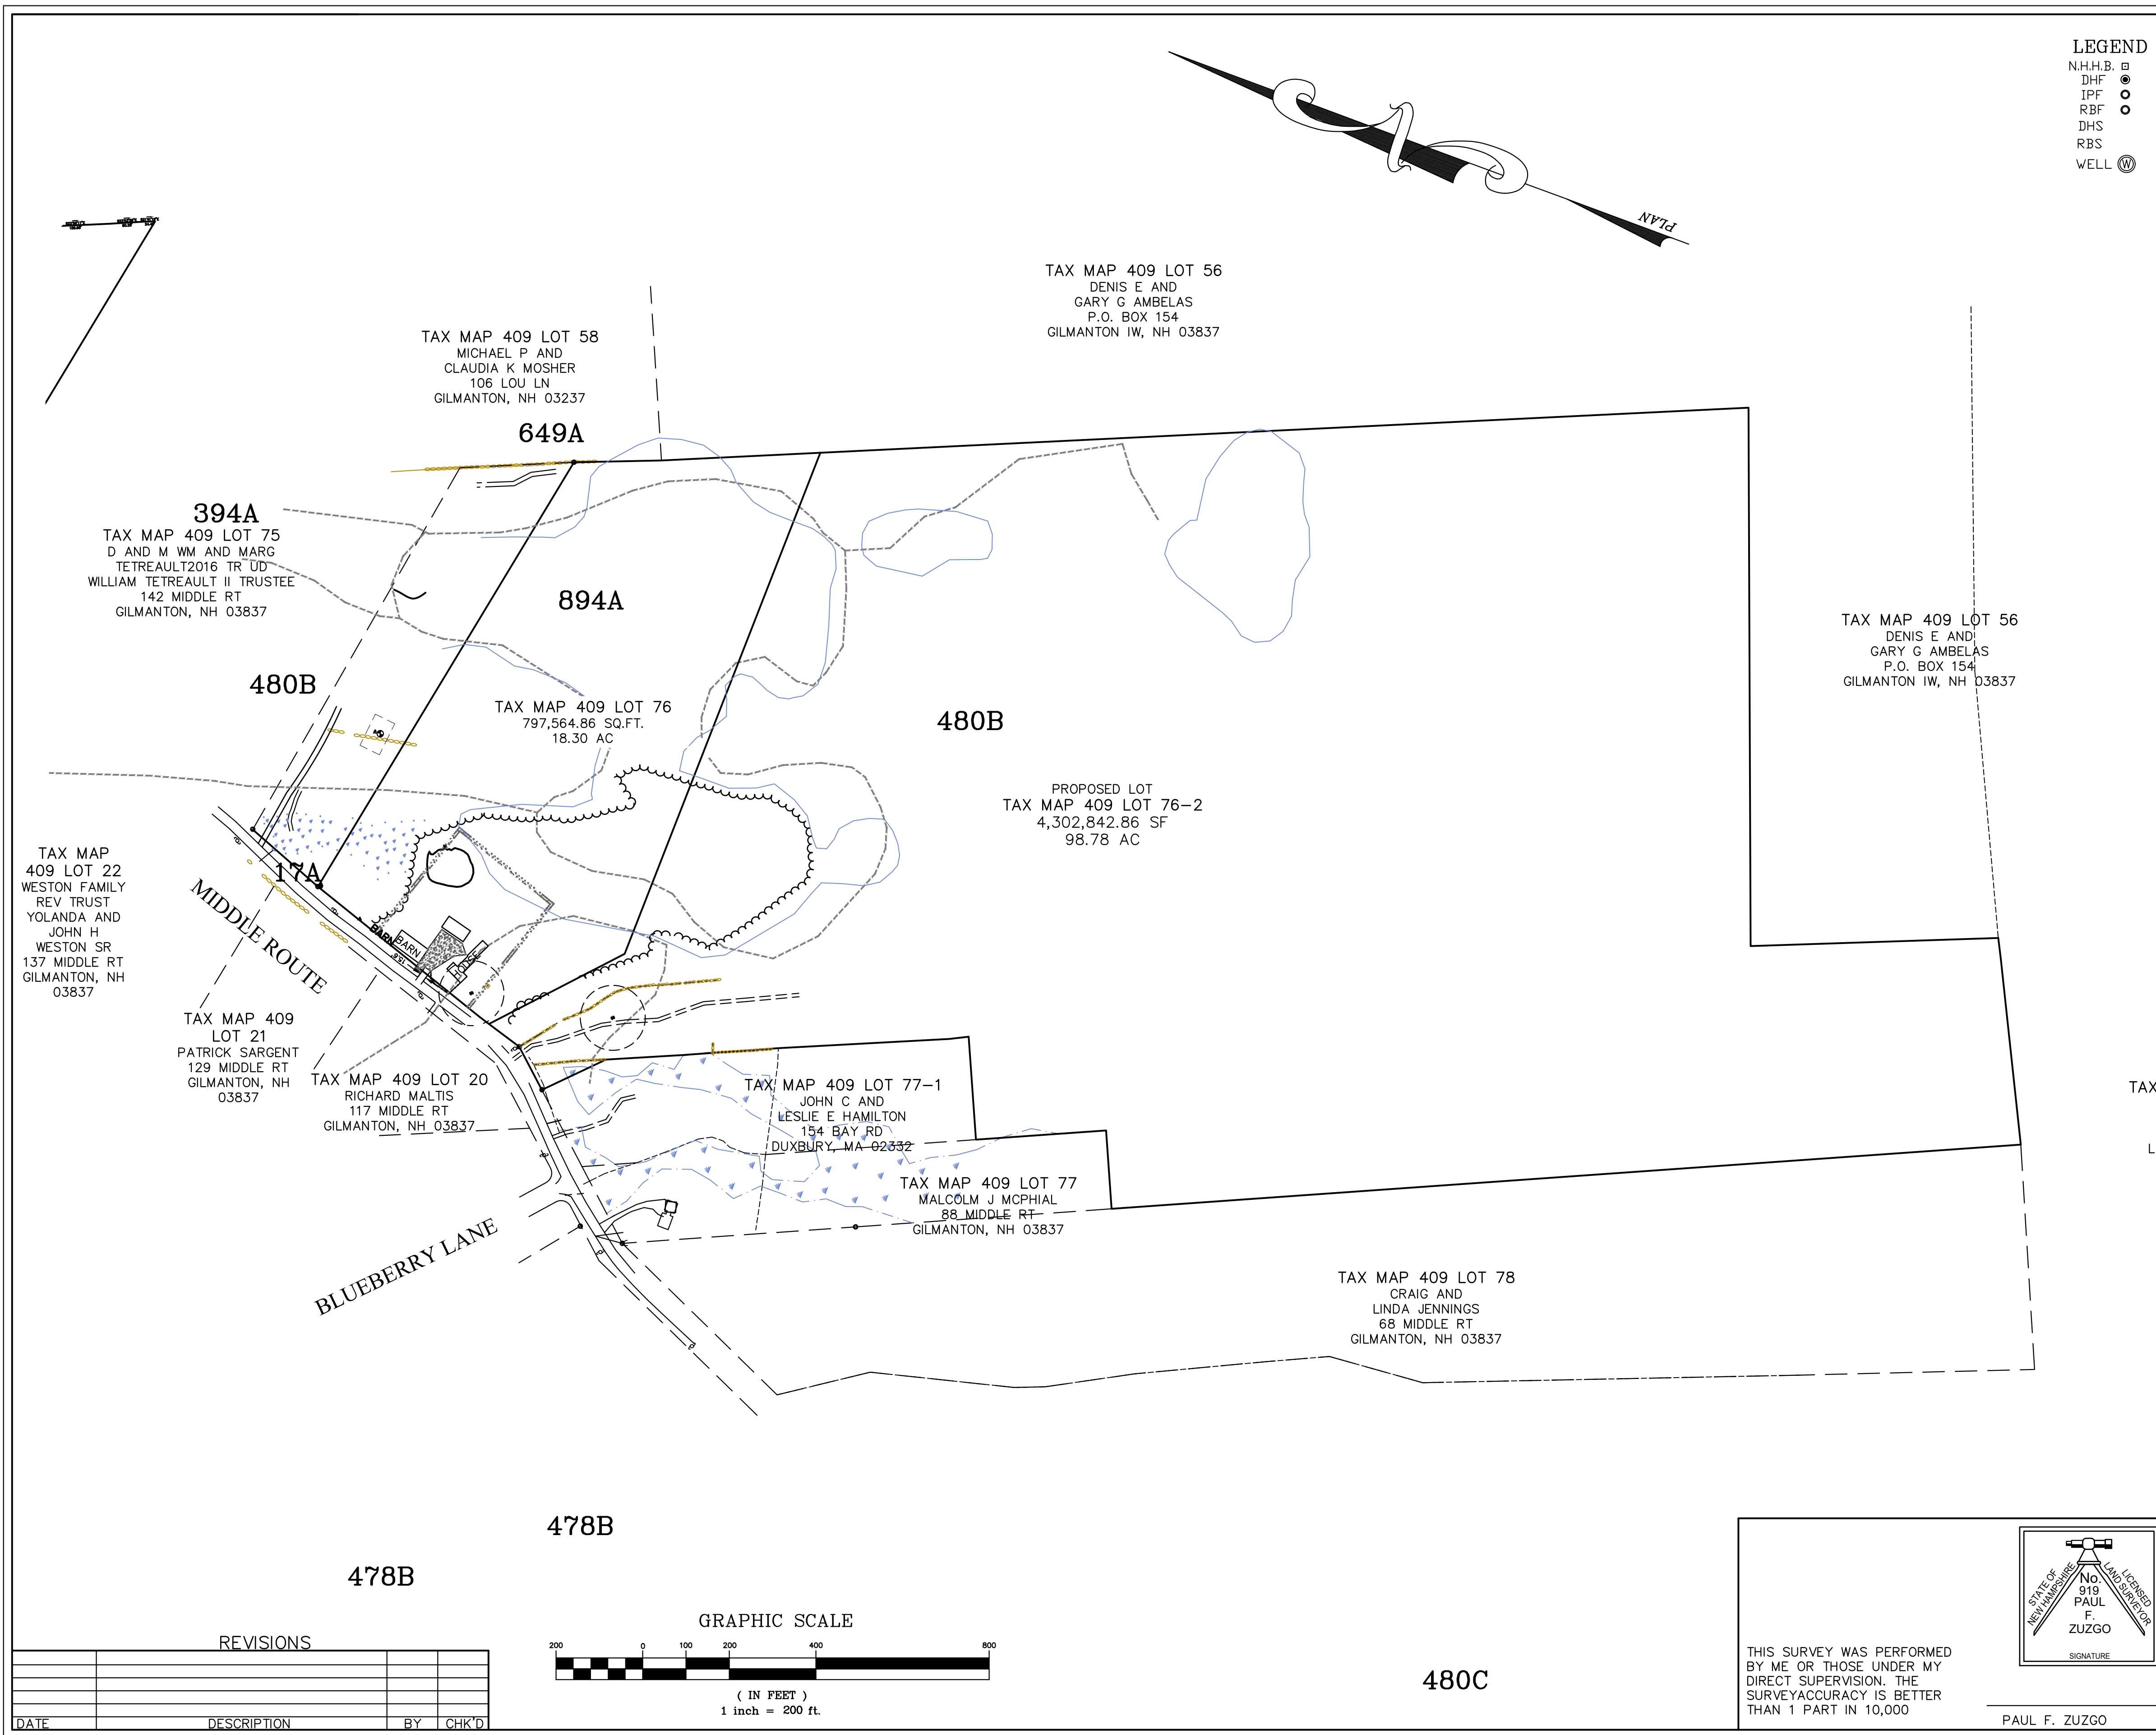 LEGEND
N.H.H.B.
DHF
IPF
RBF
DHS
RBS
WELL W
PLAN
TAX MAP 409 LOT 56
DENIS E AND
GARY G AMBELAS
P.O. BOX 154
GILMANTON IW, NH 03837
TAX MAP 409 LOT 58
MICHAEL P AND
CLAUDIA K MOSHER
106 LOU LN
GILMANTON, NH 03237
649A
394A
TAX MAP 409 LOT 75
D AND M WM AND MARG
TETREAULT2016 TR UD
WILLIAM TETREAULT II TRUSTEE
142 MIDDLE RT
GILMANTON, NH 03837
894A
480B
TAX MAP 409 LOT 76
797,564.86 SQ.FT.
18.30 AC
480B
TAX MAP 409 LOT 56
DENIS E AND
GARY G AMBELAS
P.O. BOX 154
GILMANTON IW, NH 03837
PROPOSED LOT
TAX MAP 409 LOT 76-2
4,302,842.86 SF
98.78 AC
TAX MAP
409 LOT 22
WESTON FAMILY
REV TRUST
YOLANDA AND
JOHN H
WESTON SR
137 MIDDLE RT
GILMANTON, NH
03837
17A
MIDDLE ROUTE
BARN
BARN
TAX MAP 409
LOT 21
PATRICK SARGENT
129 MIDDLE RT
GILMANTON, NH
03837
TAX MAP 409 LOT 20
RICHARD MALTIS
117 MIDDLE RT
GILMANTON, NH 03837
TAX MAP 409 LOT 77-1
JOHN C AND
LESLIE E HAMILTON
154 BAY RD
DUXBURY, MA 02332
TAX
L
TAX MAP 409 LOT 77
MALCOLM J MCPHIAL
88 MIDDLE RT
GILMANTON, NH 03837
BLUEBERRY LANE
TAX MAP 409 LOT 78
CRAIG AND
LINDA JENNINGS
68 MIDDLE RT
GILMANTON, NH 03837
478B
478B
480C
REVISIONS
DATE DESCRIPTION BY CHK'D
GRAPHIC SCALE
200 0 100 200 400 800
( IN FEET )
1 inch = 200 ft.
THIS SURVEY WAS PERFORMED
BY ME OR THOSE UNDER MY
DIRECT SUPERVISION. THE
SURVEYACCURACY IS BETTER
THAN 1 PART IN 10,000
STATE OF
NEW HAMPSHIRE
LICENSED
LAND SURVEYOR
No.
919
PAUL
F.
ZUZGO
SIGNATURE
PAUL F. ZUZGO